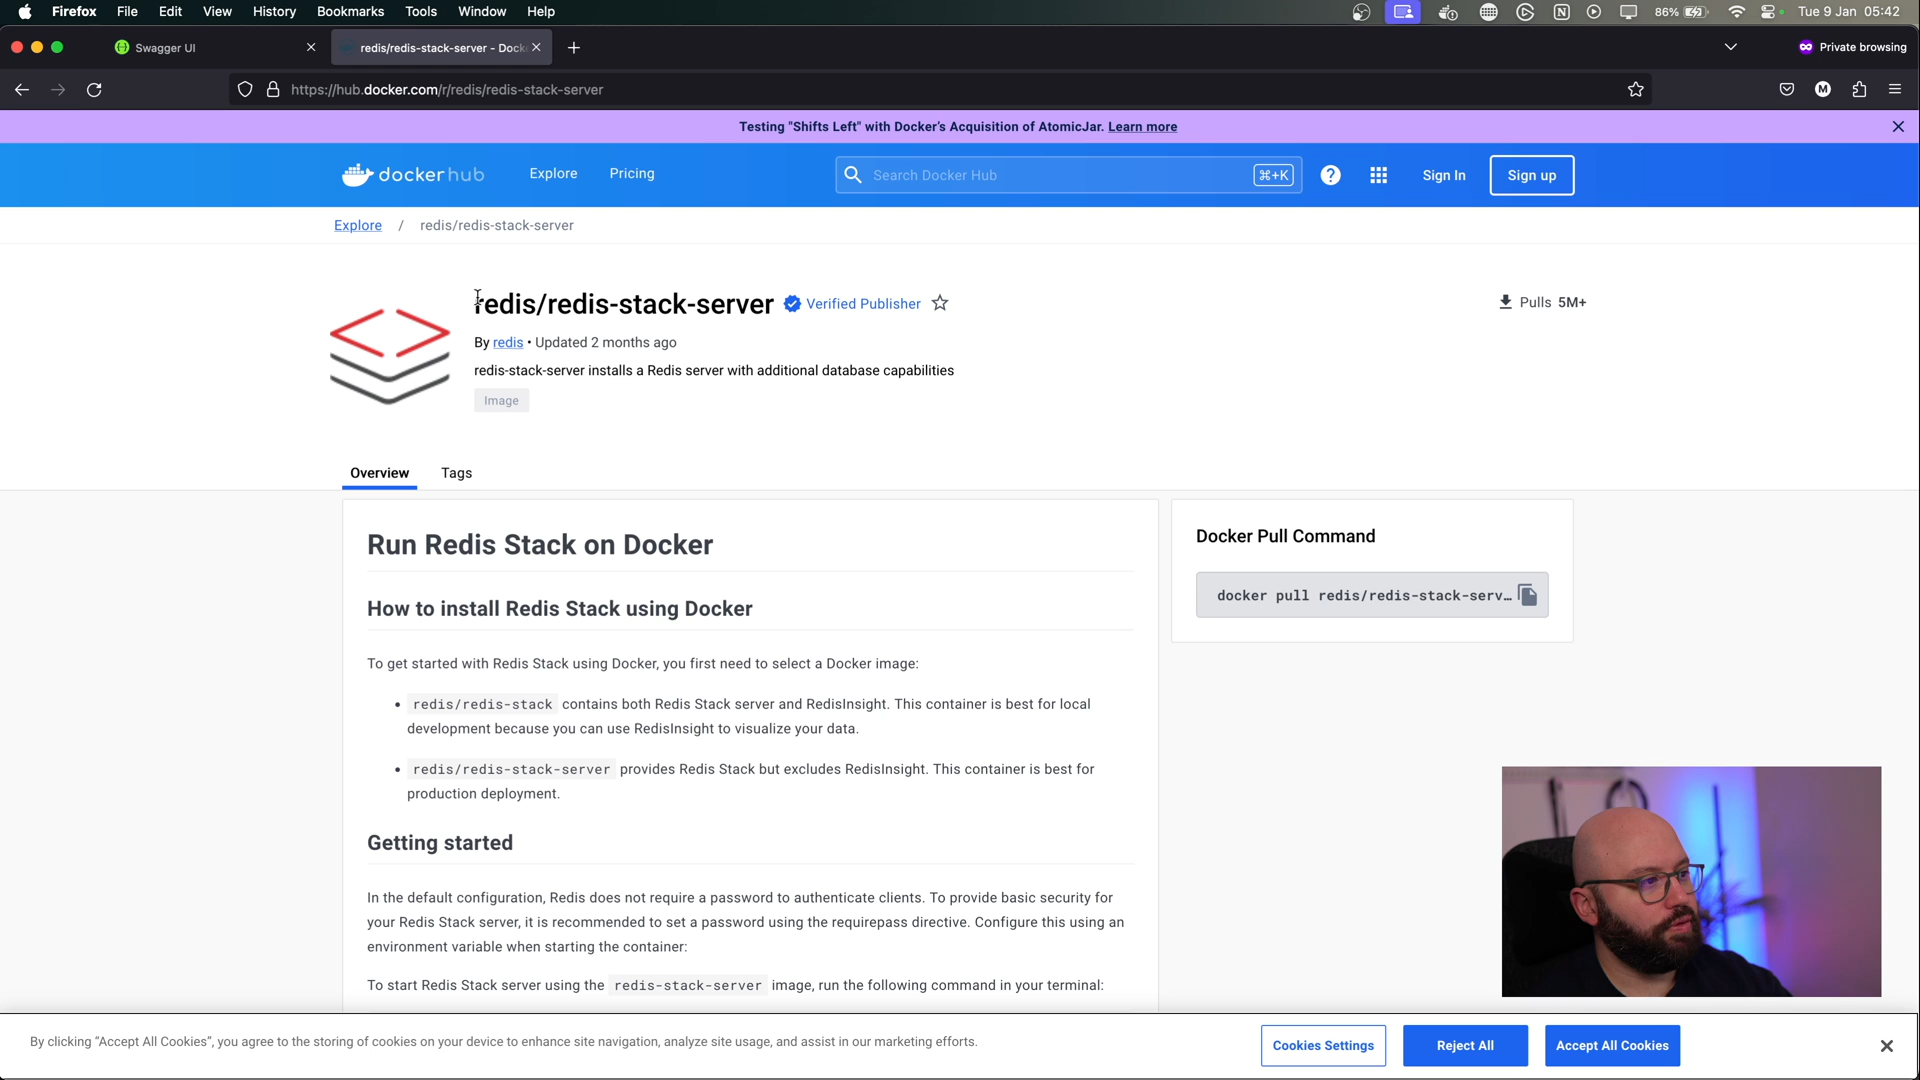 Firefox File Edit View History Bookmarks Tools Window Help 86% Tue 9 Jan 05:42
Swagger UI
redis/redis-stack-server - Dock
Private browsing
https://hub.docker.com/r/redis/redis-stack-server
Testing "Shifts Left" with Docker's Acquisition of AtomicJar. Learn more
dockerhub Explore Pricing Search Docker Hub ⌘+K Sign In Sign up
Explore / redis/redis-stack-server
redis/redis-stack-server Verified Publisher
Pulls 5M+
By redis • Updated 2 months ago
redis-stack-server installs a Redis server with additional database capabilities
Image
Overview Tags
Run Redis Stack on Docker
How to install Redis Stack using Docker
To get started with Redis Stack using Docker, you first need to select a Docker image:
• redis/redis-stack contains both Redis Stack server and RedisInsight. This container is best for local
development because you can use RedisInsight to visualize your data.
• redis/redis-stack-server provides Redis Stack but excludes RedisInsight. This container is best for
production deployment.
Getting started
In the default configuration, Redis does not require a password to authenticate clients. To provide basic security for
your Redis Stack server, it is recommended to set a password using the requirepass directive. Configure this using an
environment variable when starting the container:
To start Redis Stack server using the redis-stack-server image, run the following command in your terminal:
Docker Pull Command
docker pull redis/redis-stack-serv…
By clicking “Accept All Cookies”, you agree to the storing of cookies on your device to enhance site navigation, analyze site usage, and assist in our marketing efforts.
Cookies Settings
Reject All
Accept All Cookies